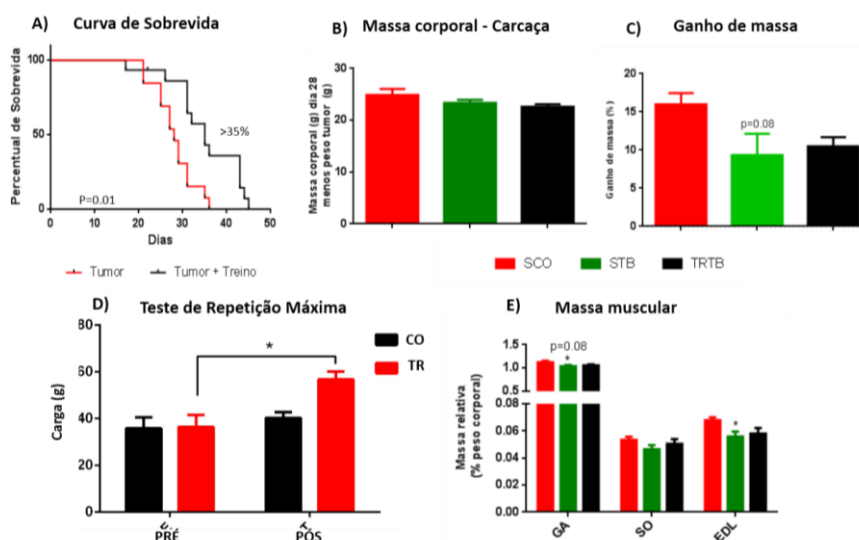 A) Curva de Sobrevida
Percentual de Sobrevida
100
50
0
>35%
P=0.01
0 10 20 30 40 50
Dias
Tumor Tumor + Treino
B) Massa corporal - Carcaça
Massa corporal (g) dia 28
menos peso tumor (g)
30
20
10
0
C) Ganho de massa
Ganho de massa (%)
20
15
10
5
0
p=0.08
SCO STB TRTB
D) Teste de Repetição Máxima
Carga (g)
80
60
40
20
0
*
CO
TR
PRÉ PÓS
E) Massa muscular
Massa relativa
(% peso corporal)
1.5
1.0
0.5
0.08
0.06
0.04
0.02
0.00
p=0.08
*
*
GA SO EDL